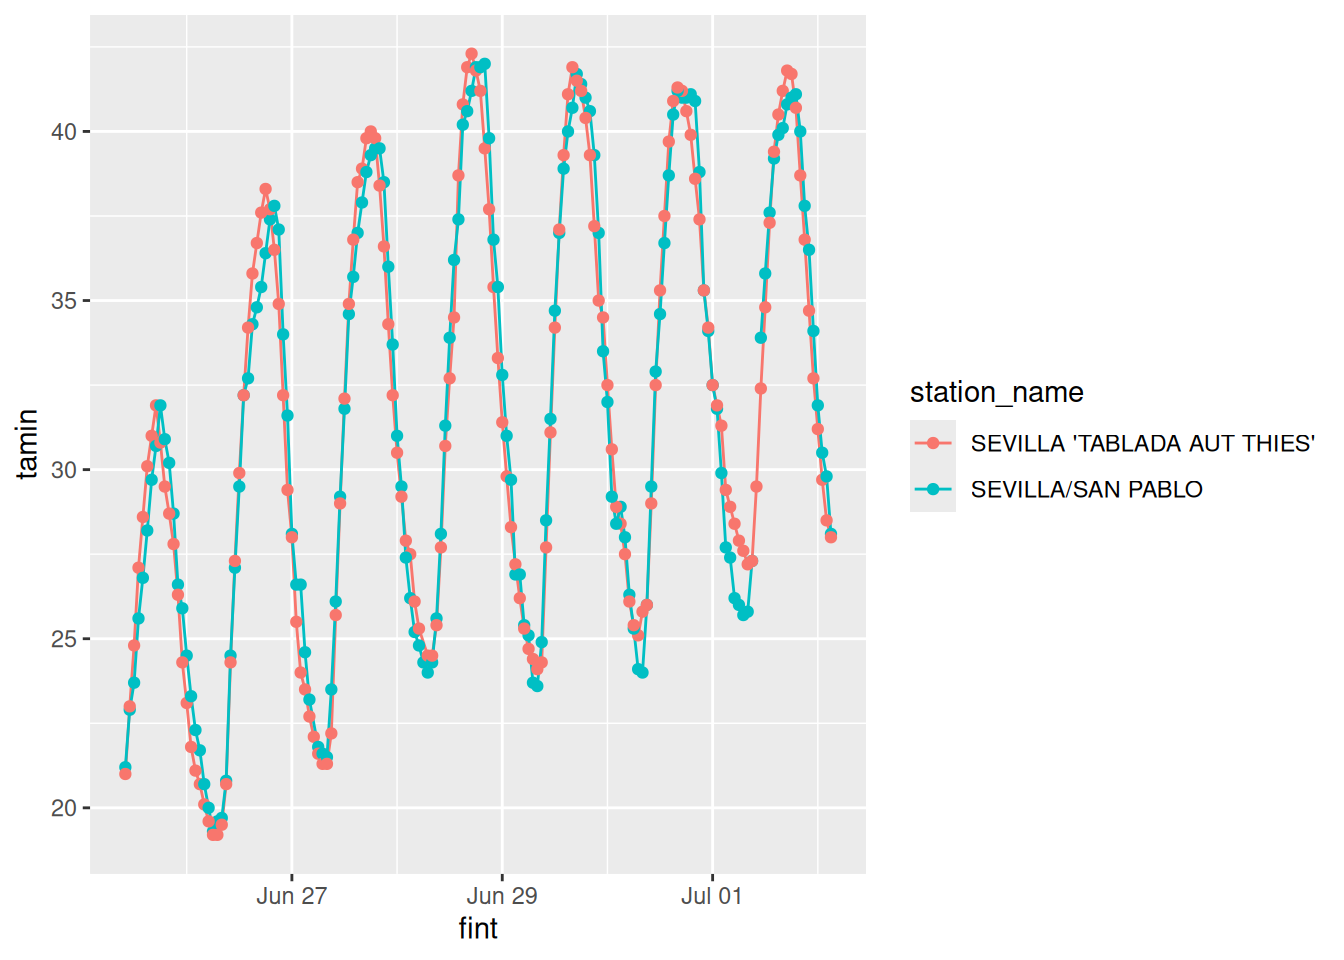 40
35
30
25
20
tamin
Jun 27
Jun 29
Jul 01
fint
station_name
SEVILLA 'TABLADA AUT THIES'
SEVILLA/SAN PABLO